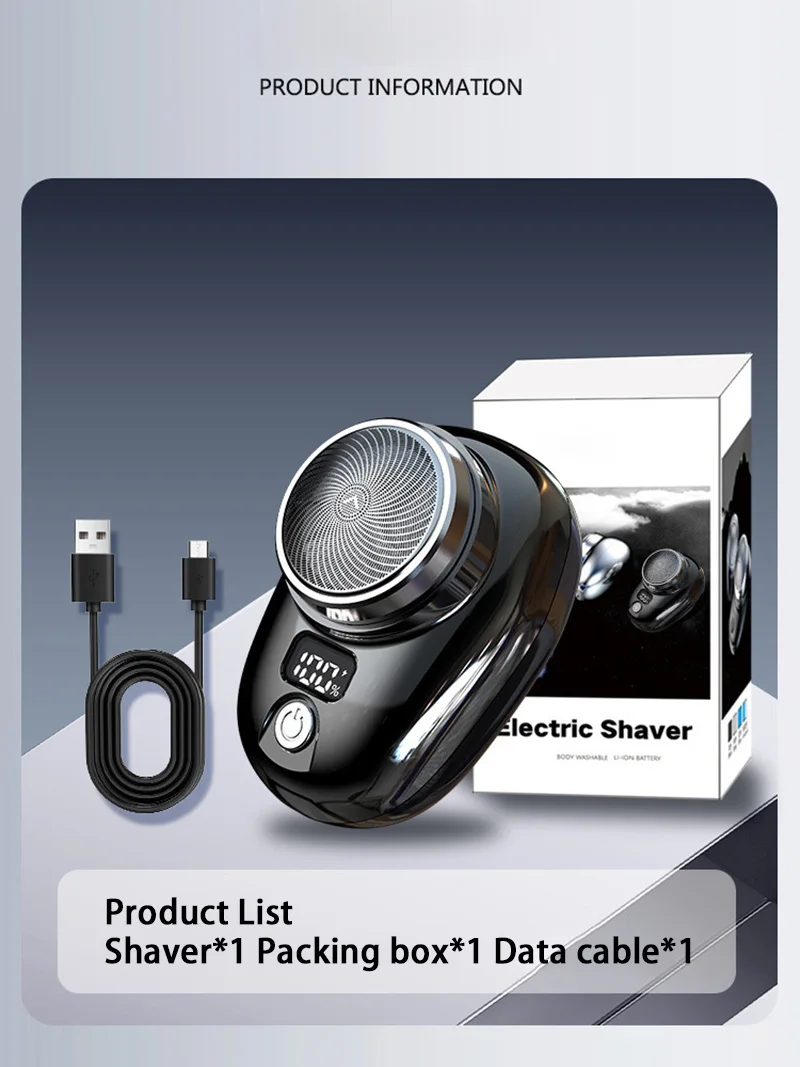 PRODUCT INFORMATION
100%
Electric Shaver
BODY WASHABLE LI-ION BATTERY
Product List
Shaver*1 Packing box*1 Data cable*1